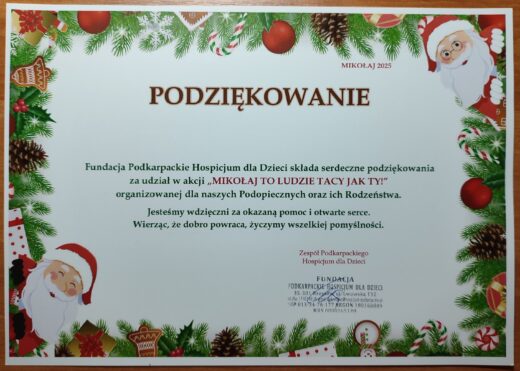 MIKOŁAJ 2025
PODZIĘKOWANIE
Fundacja Podkarpackie Hospicjum dla Dzieci składa serdeczne podziękowania
za udział w akcji „MIKOŁAJ TO LUDZIE TACY JAK TY!”
organizowanej dla naszych Podopiecznych oraz ich Rodzeństwa.
Jesteśmy wdzięczni za okazaną pomoc i otwarte serce.
Wierząc, że dobro powraca, życzymy wszelkiej pomyślności.
Zespół Podkarpackiego
Hospicjum dla Dzieci
FUNDACJA
PODKARPACKIE HOSPICJUM DLA DZIECI